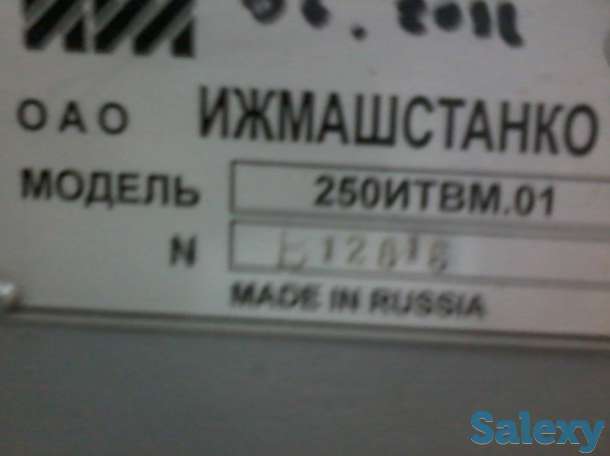 ОАО ИЖМАШСТАНКО
МОДЕЛЬ 250ИТВМ.01
N
MADE IN RUSSIA
Salexy